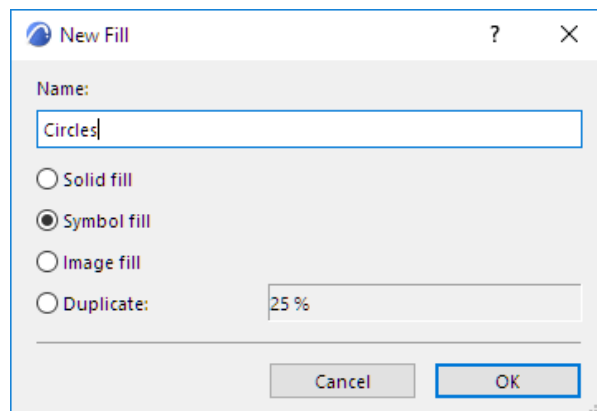 New Fill
?
Name:
Circles
Solid fill
Symbol fill
Image fill
Duplicate: 25 %
Cancel OK